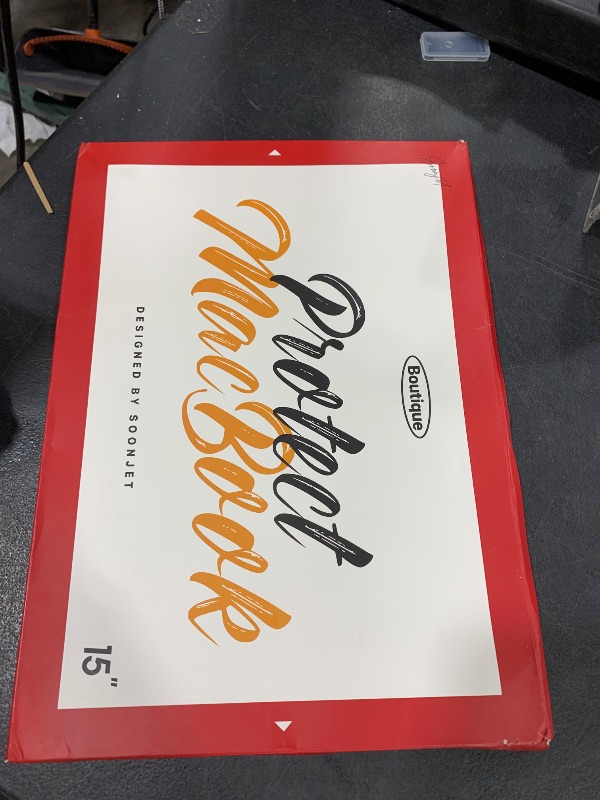 Boutique
Protect
MacBook
DESIGNED BY SOONJET
15"